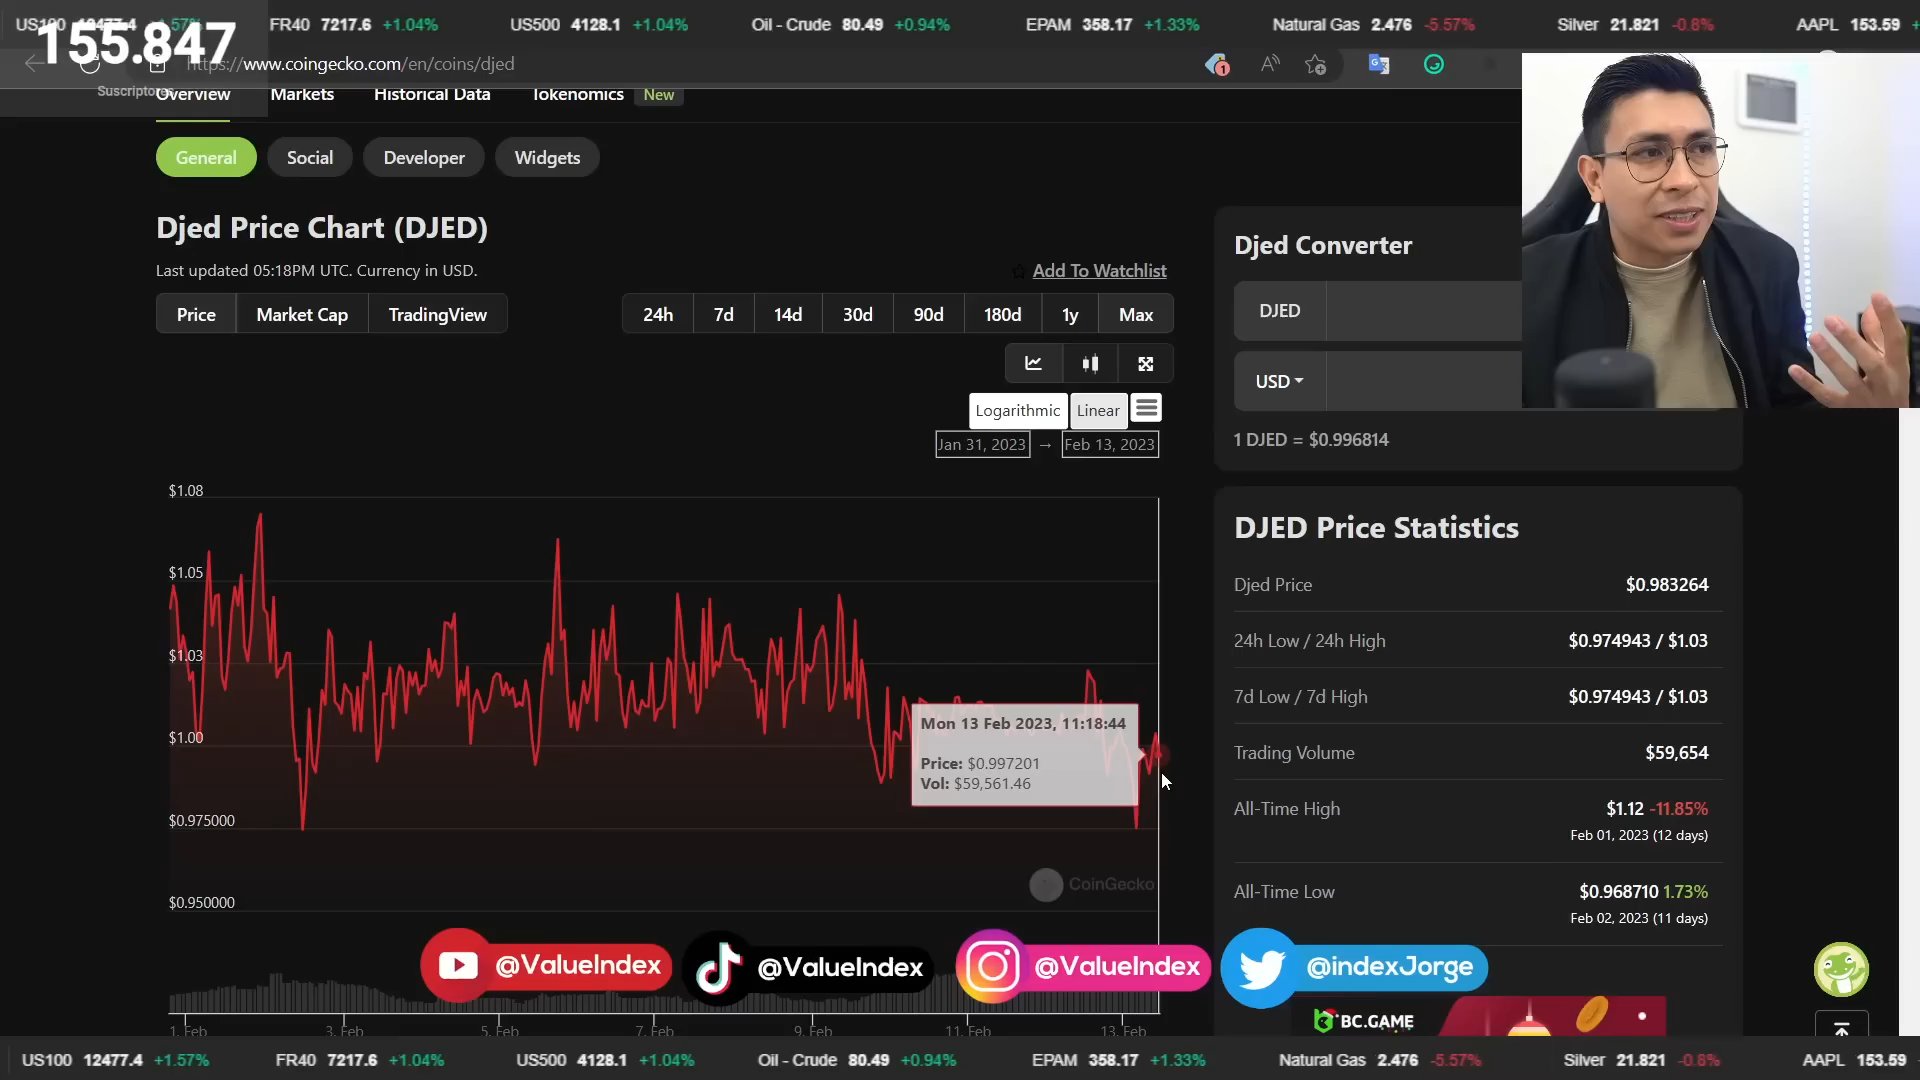 FR40 7217.6 +1.04%
US500 4128.1 +1.04%
Oil - Crude 80.49 +0.94%
EPAM 358.17 +1.33%
Natural Gas 2.476 -5.57%
Silver 21.821 -0.8%
AAPL 153.59
155.847
https://www.coingecko.com/en/coins/djed
Overview
Markets
Historical Data
Tokenomics
New
General
Social
Developer
Widgets
Djed Price Chart (DJED)
Last updated 05:18PM UTC. Currency in USD.
Add To Watchlist
Price
Market Cap
TradingView
24h
7d
14d
30d
90d
180d
1y
Max
Logarithmic
Linear
Jan 31, 2023 → Feb 13, 2023
$1.08
$1.05
$1.03
$1.00
$0.975000
$0.950000
Mon 13 Feb 2023, 11:18:44
Price: $0.997201
Vol: $59,561.46
CoinGecko
1. Feb
3. Feb
5. Feb
7. Feb
9. Feb
11. Feb
13. Feb
Djed Converter
DJED
USD
1 DJED = $0.996814
DJED Price Statistics
Djed Price $0.983264
24h Low / 24h High $0.974943 / $1.03
7d Low / 7d High $0.974943 / $1.03
Trading Volume $59,654
All-Time High $1.12 -11.85%
Feb 01, 2023 (12 days)
All-Time Low $0.968710 1.73%
Feb 02, 2023 (11 days)
@ValueIndex
@ValueIndex
@ValueIndex
@indexJorge
BC.GAME
US100 12477.4 +1.57%
FR40 7217.6 +1.04%
US500 4128.1 +1.04%
Oil - Crude 80.49 +0.94%
EPAM 358.17 +1.33%
Natural Gas 2.476 -5.57%
Silver 21.821 -0.8%
AAPL 153.59